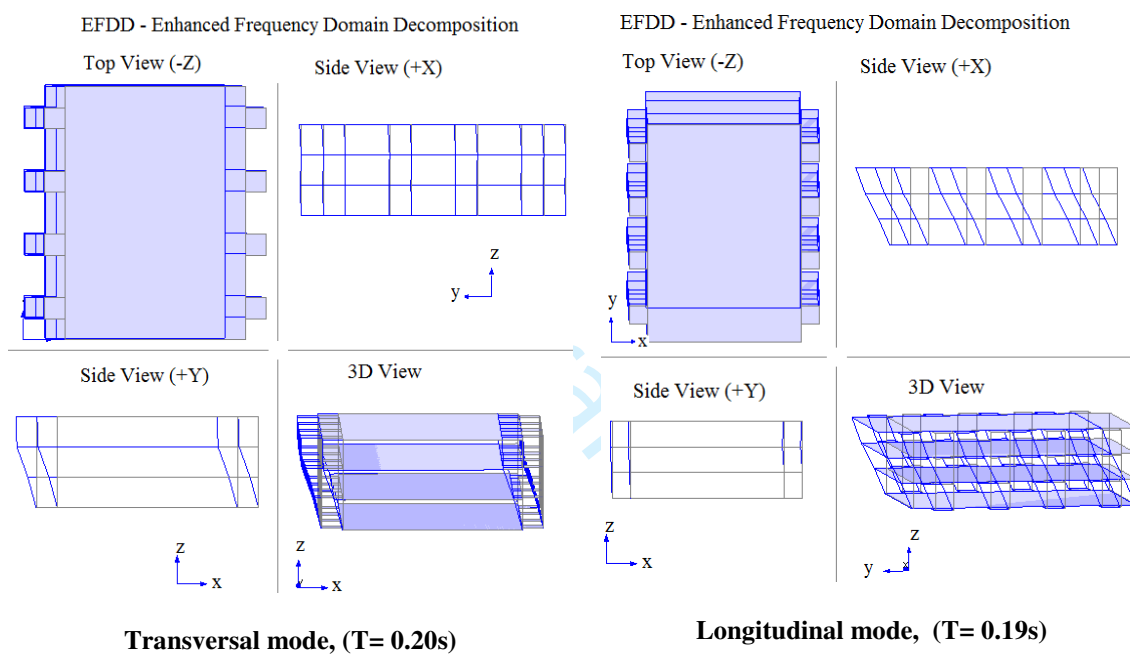 EFDD - Enhanced Frequency Domain Decomposition
Top View (-Z)
Side View (+X)
z
y
Side View (+Y)
3D View
z
x
z
x
Transversal mode, (T= 0.20s)
EFDD - Enhanced Frequency Domain Decomposition
Top View (-Z)
Side View (+X)
y
x
Side View (+Y)
3D View
z
x
z
y
x
Longitudinal mode, (T= 0.19s)